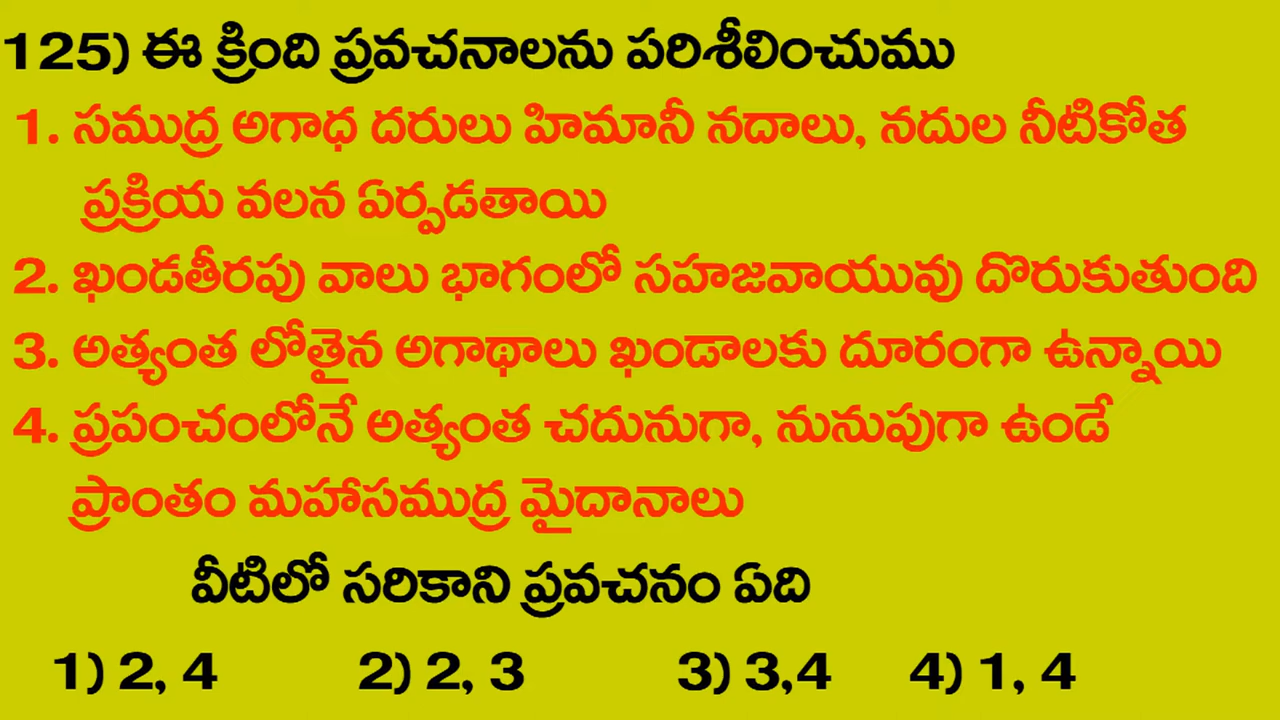 125) ఈ క్రింది ప్రవచనాలను పరిశీలించుము
1. సముద్ర అగాధ దరులు హిమానీ నదాలు, నదుల నీటికోత
ప్రక్రియ వలన ఏర్పడతాయి
2. ఖండతీరపు వాలు భాగంలో సహజవాయువు దొరుకుతుంది
3. అత్యంత లోతైన అగాథాలు ఖండాలకు దూరంగా ఉన్నాయి
4. ప్రపంచంలోనే అత్యంత చదునుగా, నునుపుగా ఉండే
ప్రాంతం మహాసముద్ర మైదానాలు
వీటిలో సరికాని ప్రవచనం ఏది
1) 2, 4 2) 2, 3 3) 3,4 4) 1, 4